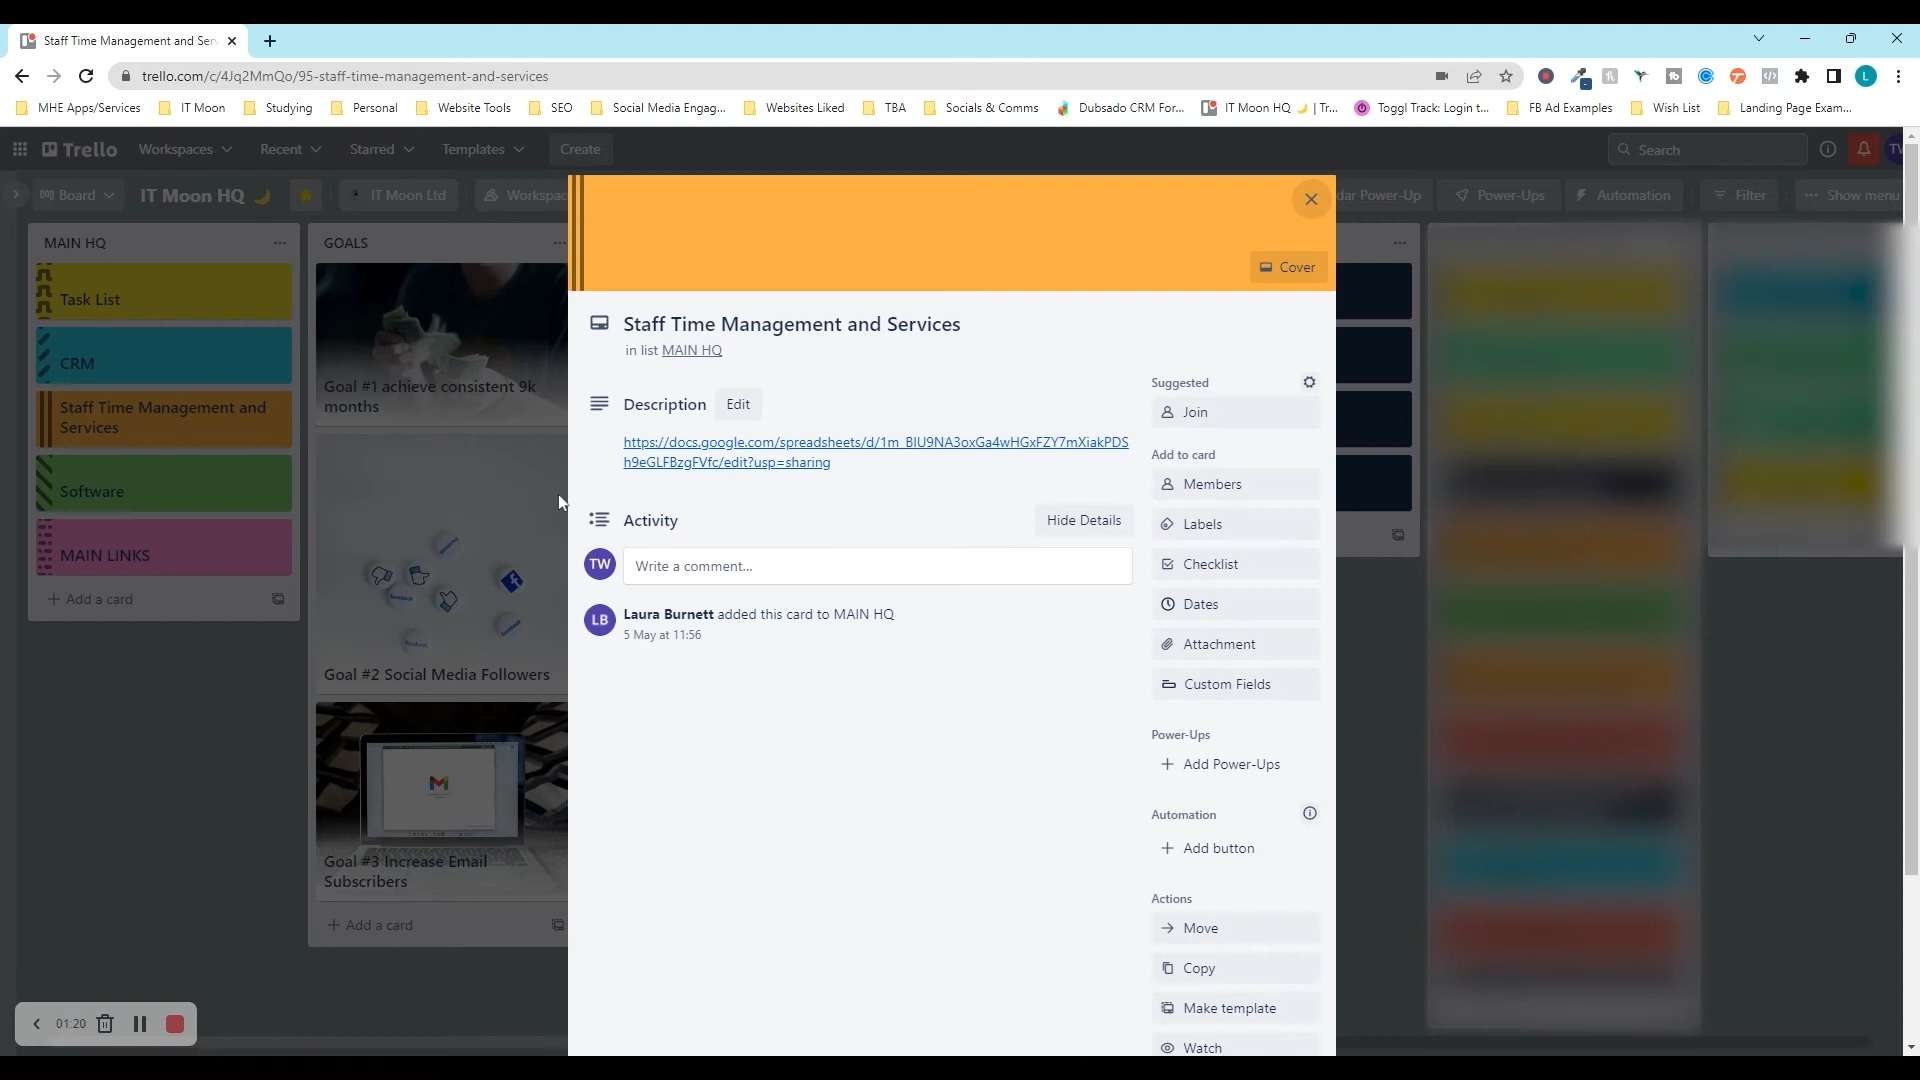 Staff Time Management and Ser
trello.com/c/4Jq2MmQo/95-staff-time-management-and-services
L
MHE Apps/Services
IT Moon
Studying
Personal
Website Tools
SEO
Social Media Engag...
Websites Liked
TBA
Socials & Comms
Dubsado CRM For...
IT Moon HQ 🌙 | Tr...
Toggl Track: Login t...
FB Ad Examples
Wish List
Landing Page Exam...
Trello
Workspaces
Recent
Starred
Templates
Create
Search
TW
Board
IT Moon HQ 🌙
IT Moon Ltd
Workspac
dar Power-Up
Power-Ups
Automation
Filter
Show menu
MAIN HQ
Task List
CRM
Staff Time Management and
Services
Software
MAIN LINKS
+ Add a card
GOALS
Goal #1 achieve consistent 9k
months
facebook
Goal #2 Social Media Followers
Goal #3 Increase Email
Subscribers
+ Add a card
Cover
Staff Time Management and Services
in list MAIN HQ
Description
Edit
https://docs.google.com/spreadsheets/d/1m_BIU9NA3oxGa4wHGxFZY7mXiakPDS
h9eGLFBzgFVfc/edit?usp=sharing
Activity
Hide Details
TW
Write a comment...
LB
Laura Burnett added this card to MAIN HQ
5 May at 11:56
Suggested
Join
Add to card
Members
Labels
Checklist
Dates
Attachment
Custom Fields
Power-Ups
+ Add Power-Ups
Automation
+ Add button
Actions
Move
Copy
Make template
Watch
01:20